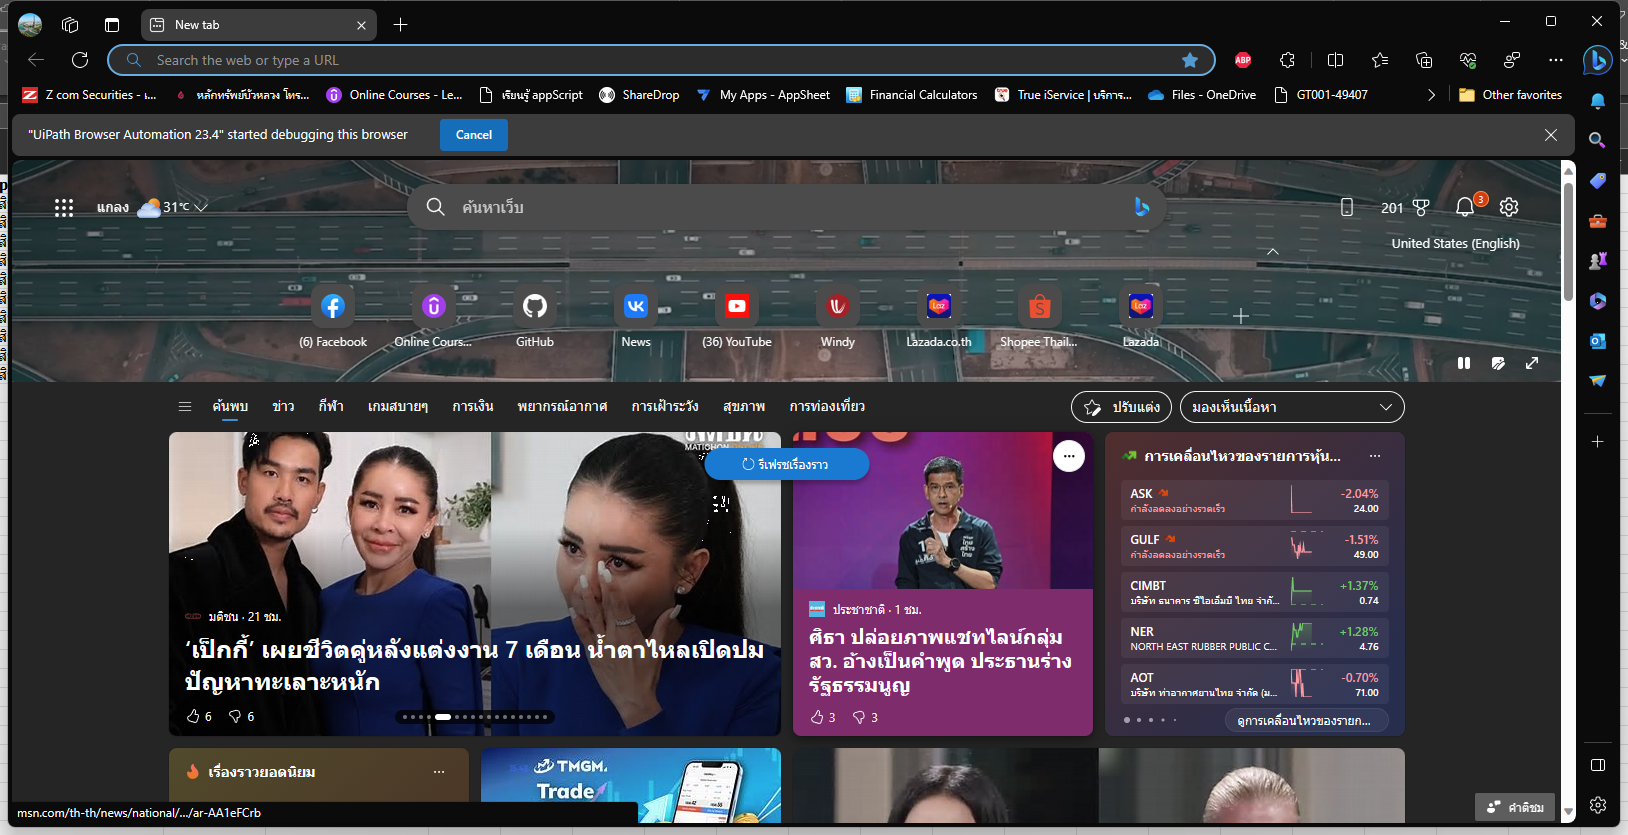 New tab
Search the web or type a URL
ABP
Z com Securities - เ...
หลักทรัพย์บัวหลวง โทร...
Online Courses - Le...
เรียนรู้ appScript
ShareDrop
My Apps - AppSheet
Financial Calculators
True iService | บริการ...
Files - OneDrive
GT001-49407
Other favorites
"UiPath Browser Automation 23.4" started debugging this browser
Cancel
แกลง
31°C
ค้นหาเว็บ
201
3
United States (English)
(6) Facebook
Online Cours...
GitHub
News
(36) YouTube
Windy
Lazada.co.th
Shopee Thail...
Lazada
ค้นพบ
ข่าว
กีฬา
เกมสบายๆ
การเงิน
พยากรณ์อากาศ
การเฝ้าระวัง
สุขภาพ
การท่องเที่ยว
ปรับแต่ง
มองเห็นเนื้อหา
รีเฟรชเรื่องราว
มติชน · 21 ชม.
‘เป็กกี้’ เผยชีวิตคู่หลังแต่งงาน 7 เดือน น้ำตาไหลเปิดปม
ปัญหาทะเลาะหนัก
6
6
ประชาชาติ · 1 ชม.
ศิธา ปล่อยภาพแชทไลน์กลุ่ม
สว. อ้างเป็นคำพูด ประธานร่าง
รัฐธรรมนูญ
3
3
การเคลื่อนไหวของรายการหุ้น...
ASK
-2.04%
กำลังลดลงอย่างรวดเร็ว
24.00
GULF
-1.51%
กำลังลดลงอย่างรวดเร็ว
49.00
CIMBT
+1.37%
บริษัท ธนาคาร ซีไอเอ็มบี ไทย จำกั...
0.74
NER
+1.28%
NORTH EAST RUBBER PUBLIC C...
4.76
AOT
-0.70%
บริษัท ท่าอากาศยานไทย จำกัด (ม...
71.00
ดูการเคลื่อนไหวของรายก...
เรื่องราวยอดนิยม
TMGM
Trade
คำติชม
msn.com/th-th/news/national/.../ar-AA1eFCrb